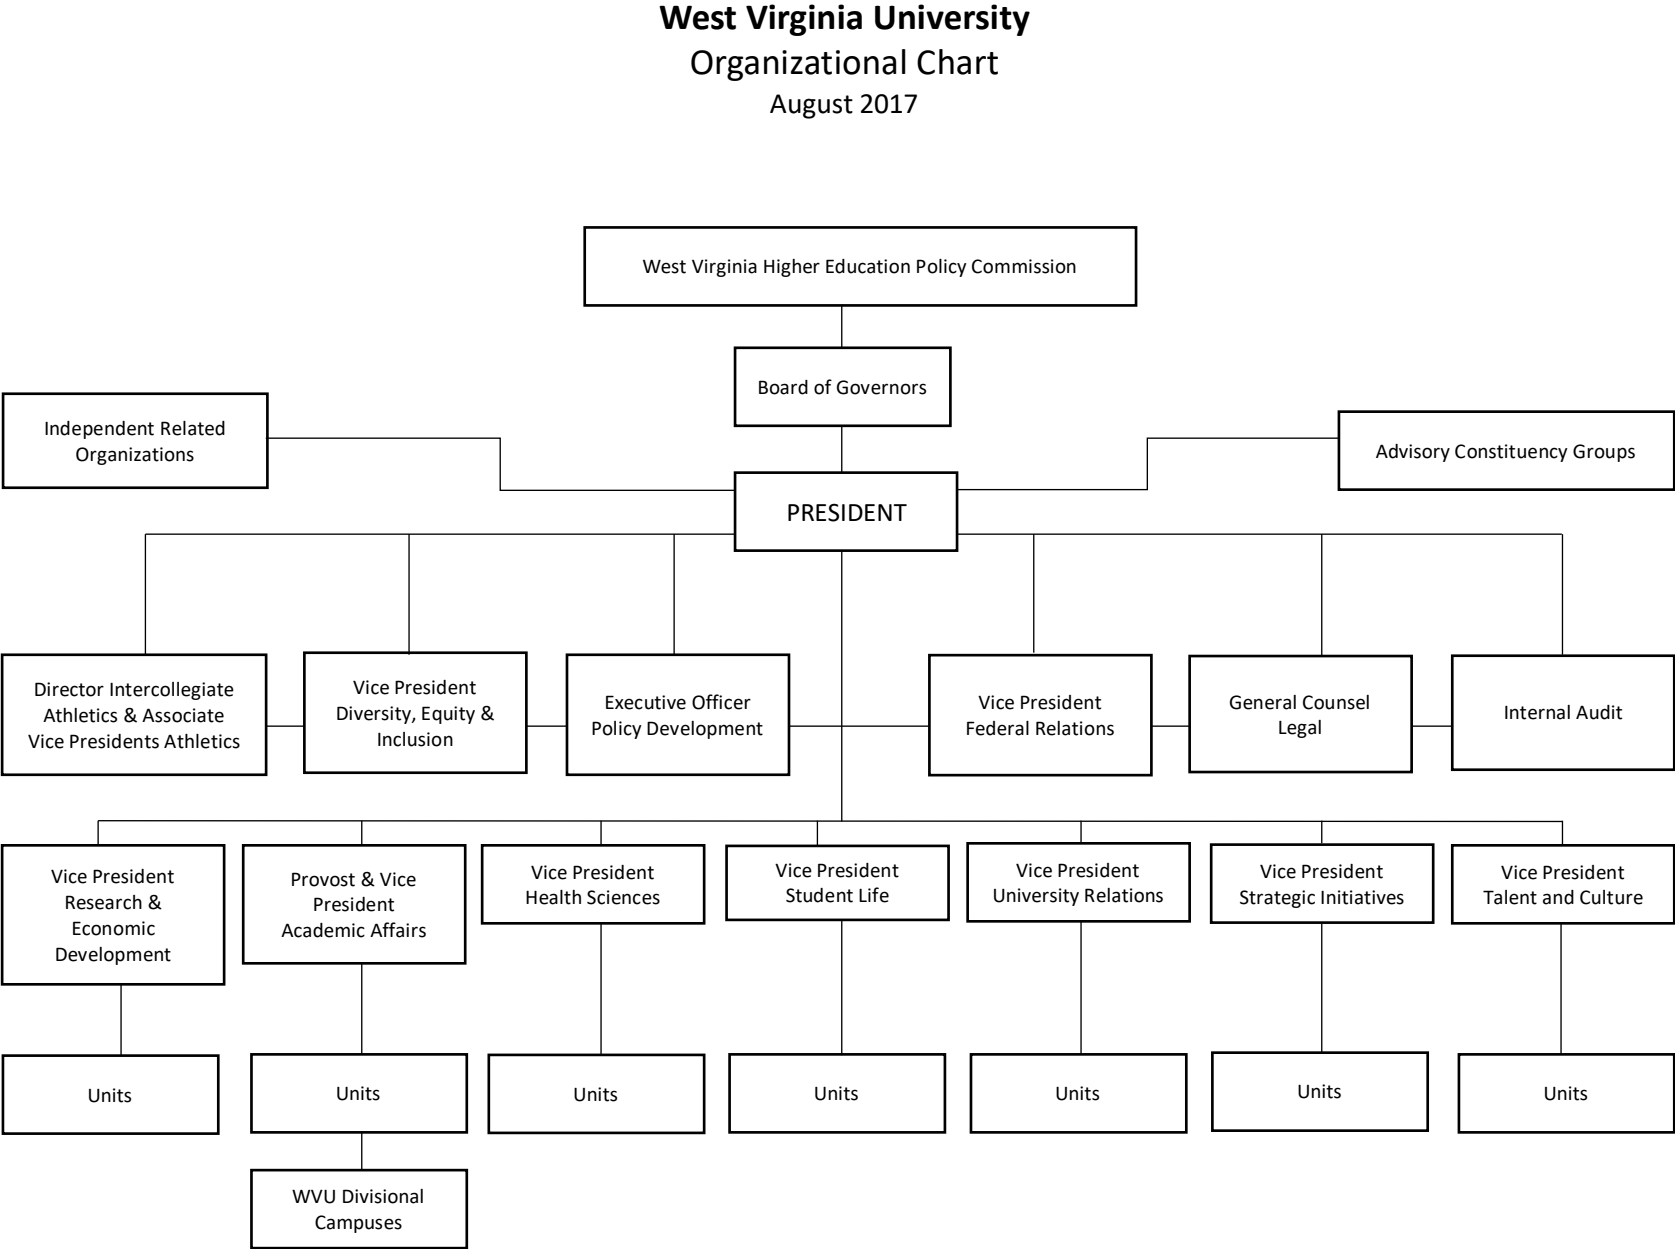 West Virginia University
Organizational Chart
August 2017
West Virginia Higher Education Policy Commission
Board of Governors
Independent Related
Organizations
Advisory Constituency Groups
PRESIDENT
Director Intercollegiate
Athletics & Associate
Vice Presidents Athletics
Vice President
Diversity, Equity &
Inclusion
Executive Officer
Policy Development
Vice President
Federal Relations
General Counsel
Legal
Internal Audit
Vice President
Research &
Economic
Development
Provost & Vice
President
Academic Affairs
Vice President
Health Sciences
Vice President
Student Life
Vice President
University Relations
Vice President
Strategic Initiatives
Vice President
Talent and Culture
Units
Units
Units
Units
Units
Units
Units
WVU Divisional
Campuses